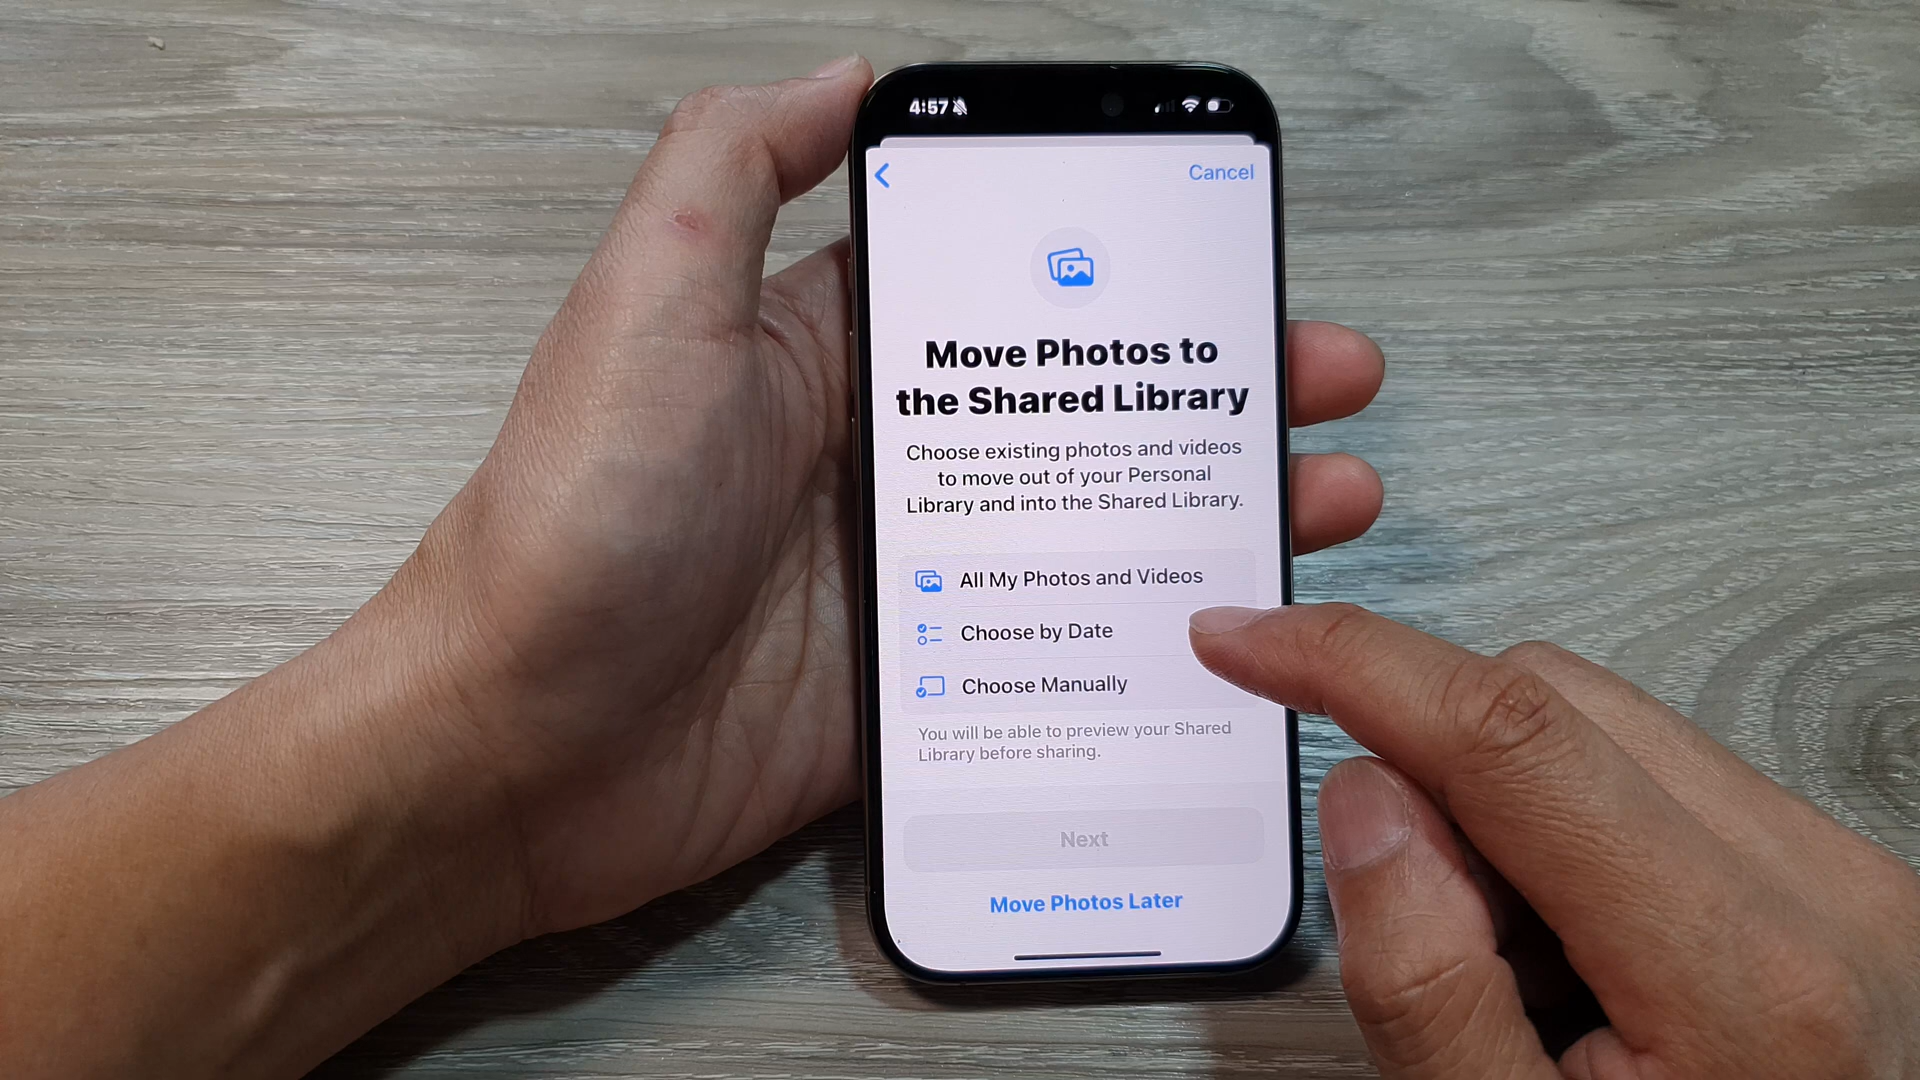 4:57
Cancel
Move Photos to
the Shared Library
Choose existing photos and videos
to move out of your Personal
Library and into the Shared Library.
All My Photos and Videos
Choose by Date
Choose Manually
You will be able to preview your Shared
Library before sharing.
Next
Move Photos Later